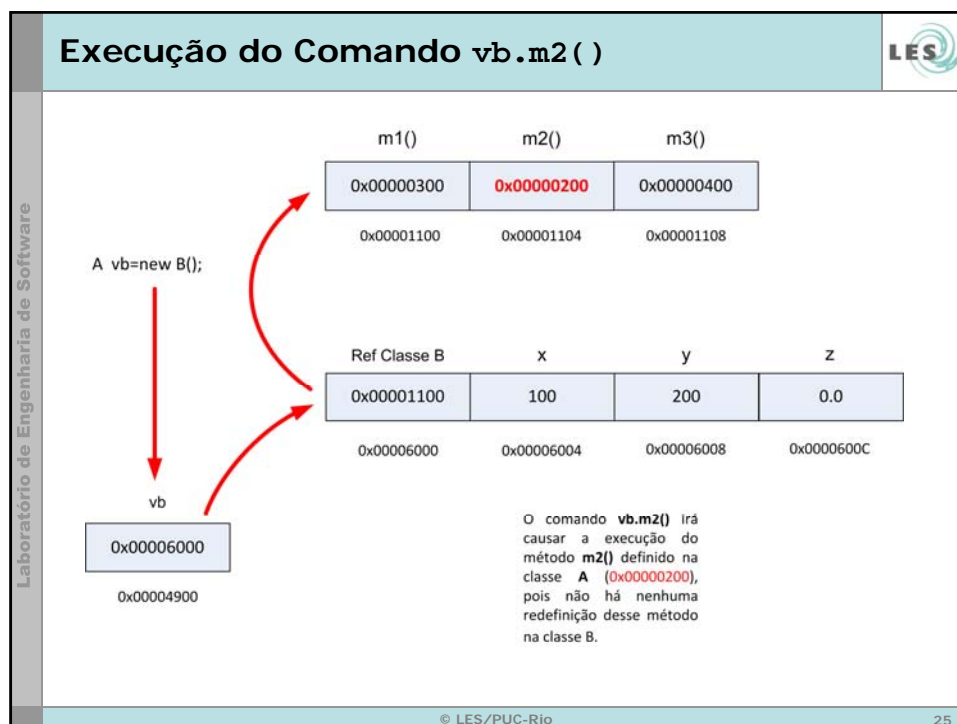 Execução do Comando vb.m2()
LES
Laboratório de Engenharia de Software
m1() m2() m3()
0x00000300 0x00000200 0x00000400
0x00001100 0x00001104 0x00001108
A vb=new B();
Ref Classe B x y z
0x00001100 100 200 0.0
0x00006000 0x00006004 0x00006008 0x0000600C
vb
0x00006000
0x00004900
O comando vb.m2() irá
causar a execução do
método m2() definido na
classe A (0x00000200),
pois não há nenhuma
redefinição desse método
na classe B.
© LES/PUC-Rio 25